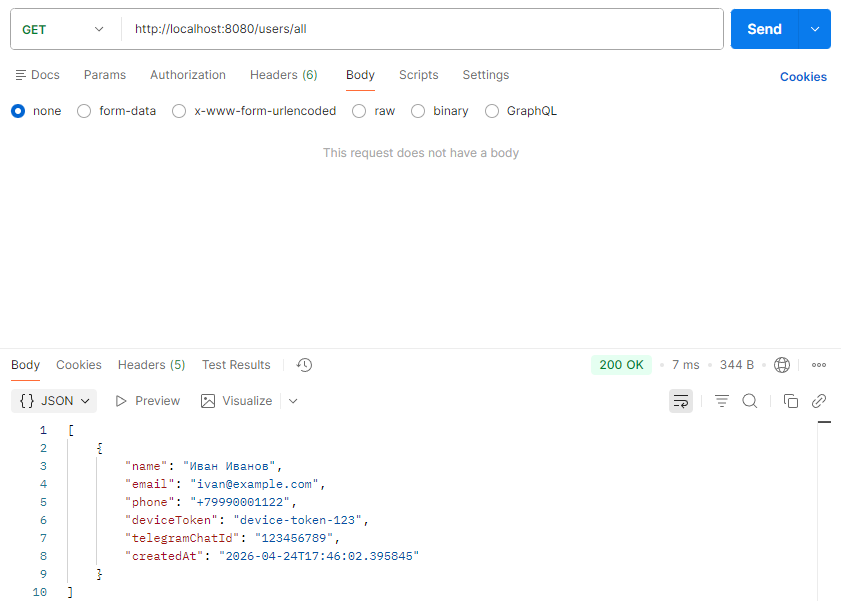 GET http://localhost:8080/users/all Send
Docs Params Authorization Headers (6) Body Scripts Settings Cookies
none form-data x-www-form-urlencoded raw binary GraphQL
This request does not have a body
Body Cookies Headers (5) Test Results 200 OK • 7 ms • 344 B •
{} JSON Preview Visualize
1 [
2 {
3 "name": "Иван Иванов",
4 "email": "ivan@example.com",
5 "phone": "+79990001122",
6 "deviceToken": "device-token-123",
7 "telegramChatId": "123456789",
8 "createdAt": "2026-04-24T17:46:02.395845"
9 }
10 ]